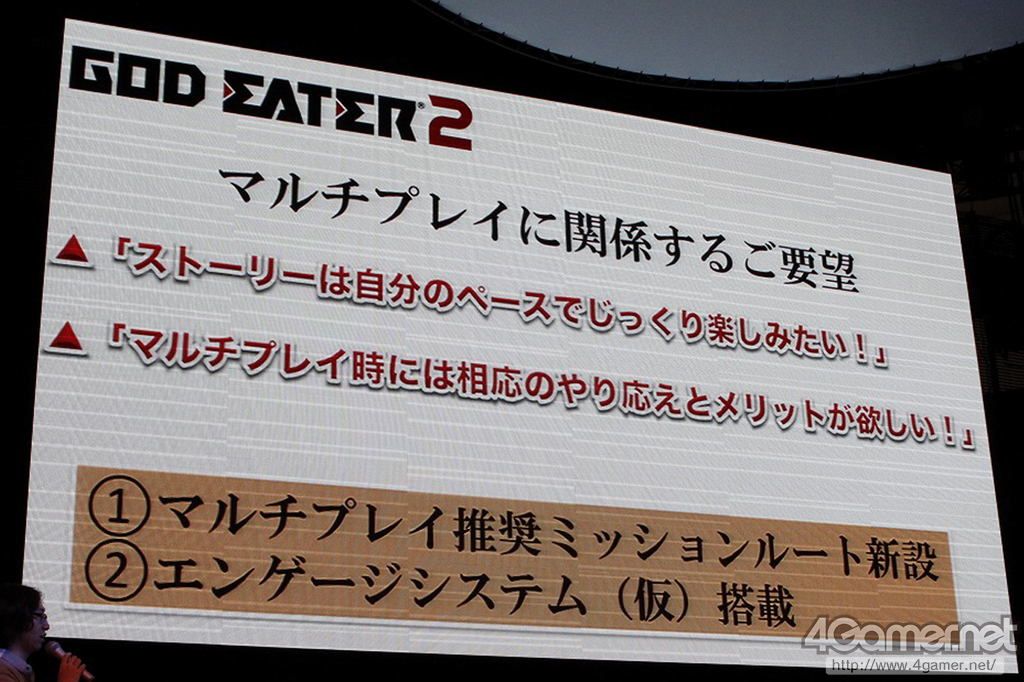 GOD EATER® 2
マルチプレイに関係するご要望
▲「ストーリーは自分のペースでじっくり楽しみたい！」
▲「マルチプレイ時には相応のやり応えとメリットが欲しい！」
①マルチプレイ推奨ミッションルート新設
②エンゲージシステム（仮）搭載
4Gamer.net
http://www.4gamer.net/